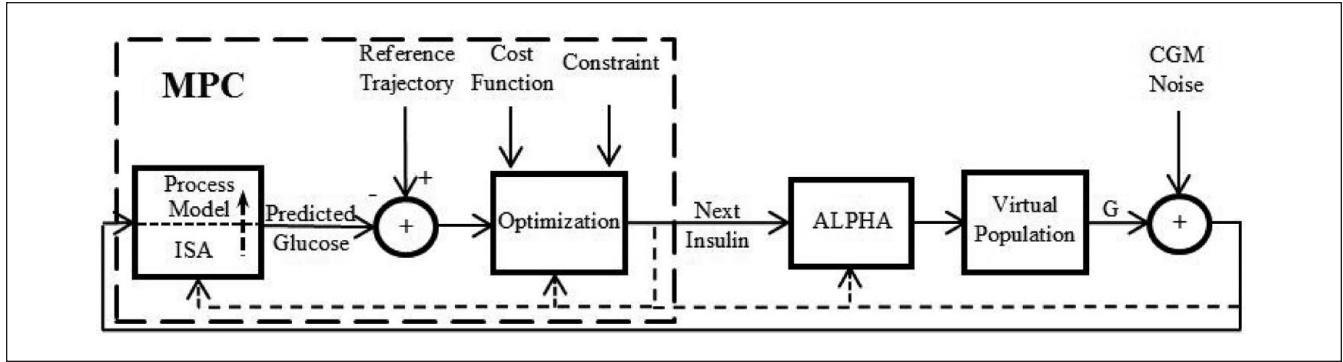 MPC
Reference
Trajectory
Cost
Function
Constraint
CGM
Noise
Process
Model
ISA
Predicted
Glucose
-
+
+
Optimization
Next
Insulin
ALPHA
Virtual
Population
G
+